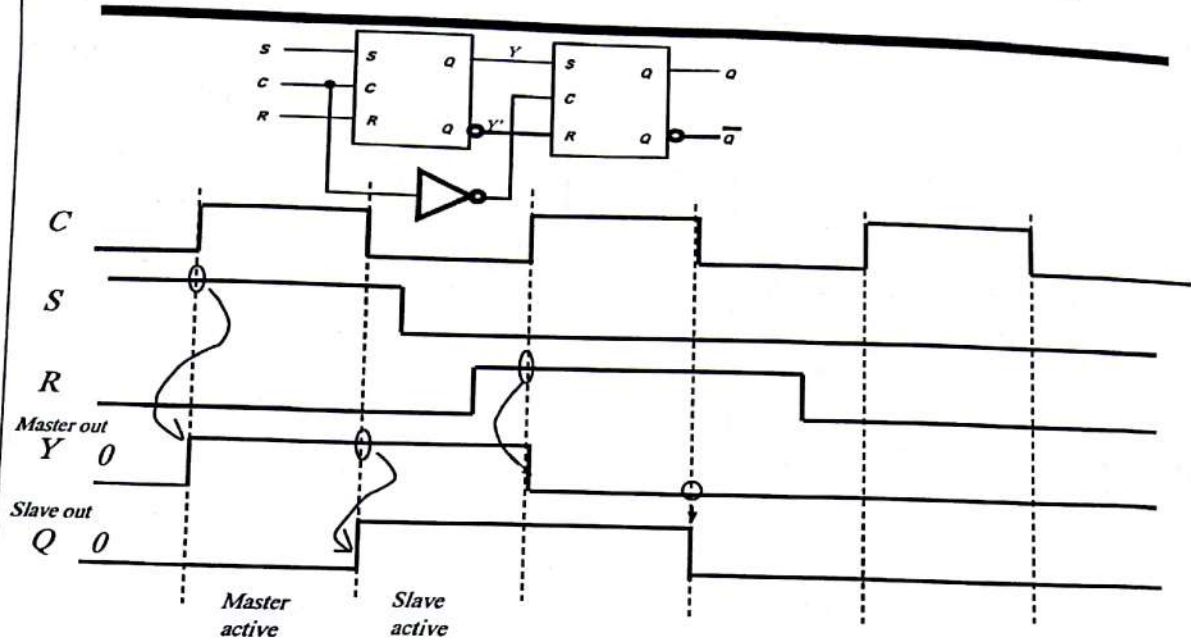 S S Q Y S Q Q
C C C
R R Q Y' R Q Q̅
C
S
R
Master out
Y 0
Slave out
Q 0
Master active
Slave active